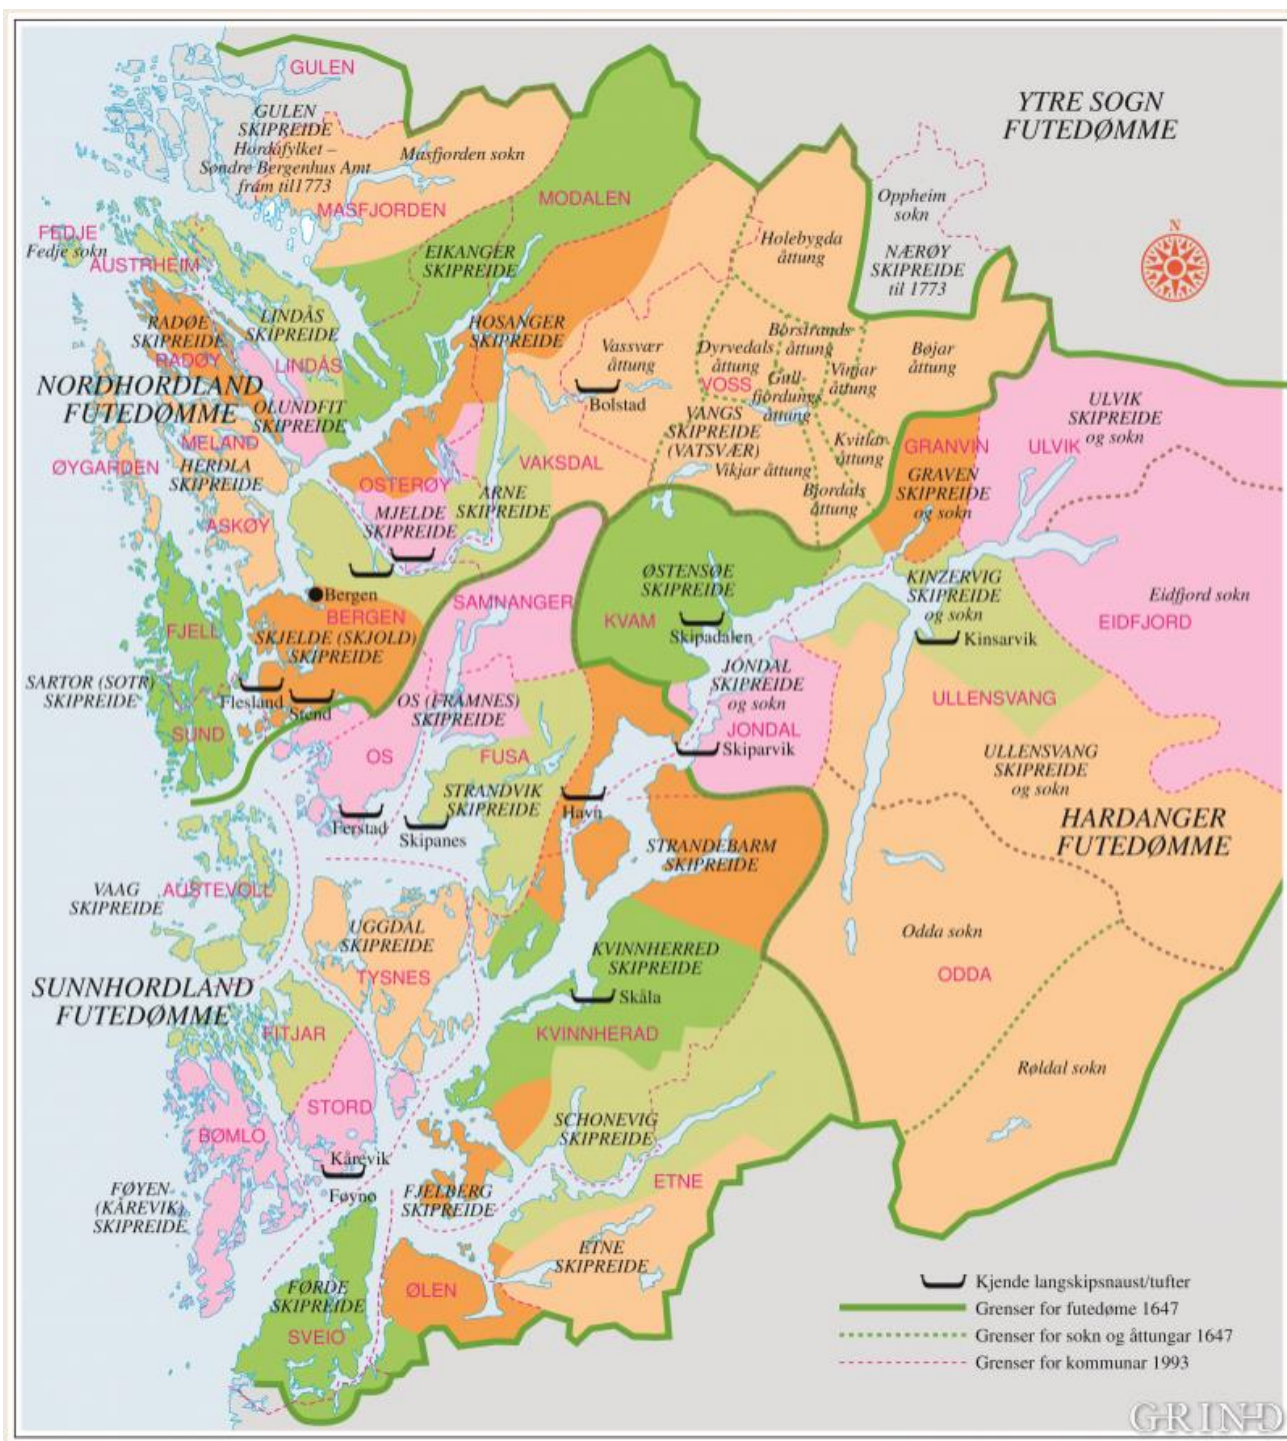 GULEN
YTRE SOGN
FUTEDØMME
GULEN
SKIPREIDE
Hordafylket –
Søndre Bergenhus Amt
fram til1773
Masfjorden sokn
MASFJORDEN
MODALEN
Oppheim
sokn
NÆRØY
SKIPREIDE
til 1773
N
FEDJE
Fedje sokn
AUSTRHEIM
EIKANGER
SKIPREIDE
Holebygda
åttung
RADØE
SKIPREIDE
RADØY
LINDÅS
SKIPREIDE
LINDÅS
HOSANGER
SKIPREIDE
Vassvær
åttung
Bolstad
Dyrvedals
åttung
Borstrands
åttung
Vinjar
åttung
Bøjar
åttung
VOSS
Gull-
fjordungs
åttung
NORDHORDLAND
FUTEDØMME
OLUNDFIT
SKIPREIDE
VANGS
SKIPREIDE
(VATSVÆR)
Vikjar åttung
Kvitlar
åttung
Bjordals
åttung
ULVIK
SKIPREIDE
og sokn
ULVIK
GRANVIN
GRAVEN
SKIPREIDE
og sokn
MELAND
ØYGARDEN
HERDLA
SKIPREIDE
ASKØY
OSTERØY
VAKSDAL
ARNE
SKIPREIDE
MJELDE
SKIPREIDE
Bergen
BERGEN
SKJELDE (SKJOLD)
SKIPREIDE
SAMNANGER
ØSTENSØE
SKIPREIDE
KVAM
Skipadalen
KINZERVIG
SKIPREIDE
og sokn
Kinsarvik
Eidfjord sokn
EIDFJORD
FJELL
SARTOR (SOTR)
SKIPREIDE
Flesland
Stend
SUND
OS (FRAMNES)
SKIPREIDE
OS
FUSA
JONDAL
SKIPREIDE
og sokn
JONDAL
Skiparvik
ULLENSVANG
ULLENSVANG
SKIPREIDE
og sokn
HARDANGER
FUTEDØMME
STRANDVIK
SKIPREIDE
Ferstad
Skipanes
Havn
STRANDEBARM
SKIPREIDE
VAAG
SKIPREIDE
AUSTEVOLL
UGGDAL
SKIPREIDE
TYSNES
KVINNHERRED
SKIPREIDE
Skåla
KVINNHERAD
Odda sokn
ODDA
Røldal sokn
SUNNHORDLAND
FUTEDØMME
FITJAR
STORD
BØMLO
Kårevik
Føyno
FØYEN
(KÅREVIK)
SKIPREIDE
SCHONEVIG
SKIPREIDE
ETNE
FJELBERG
SKIPREIDE
ETNE
SKIPREIDE
FØRDE
SKIPREIDE
SVEIO
ØLEN
Kjende langskipsnaust/tufter
Grenser for futedøme 1647
Grenser for sokn og åttungar 1647
Grenser for kommunar 1993
GRIND